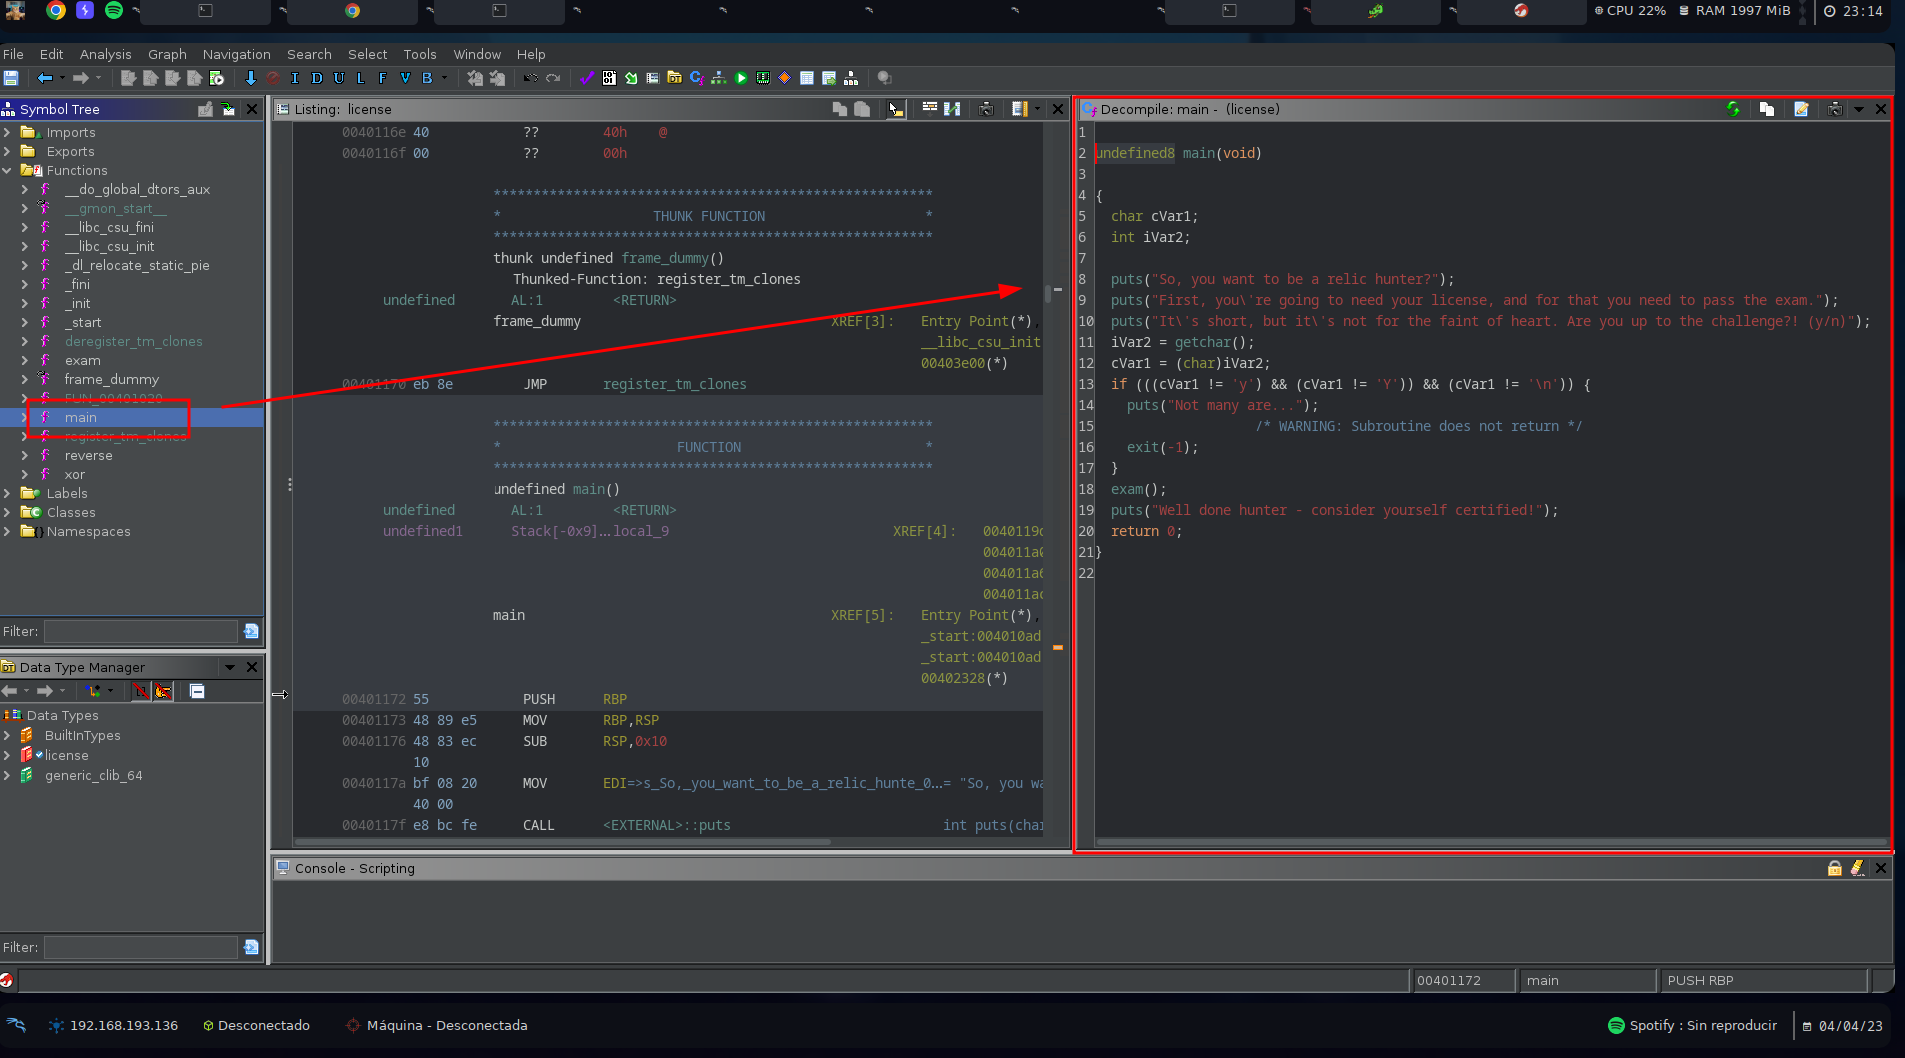 CPU 22%
RAM 1997 MiB
23:14
File Edit Analysis Graph Navigation Search Select Tools Window Help
I D U L F V B
Symbol Tree
Imports
Exports
Functions
__do_global_dtors_aux
__gmon_start__
__libc_csu_fini
__libc_csu_init
_dl_relocate_static_pie
_fini
_init
_start
deregister_tm_clones
exam
frame_dummy
FUN_00401020
main
register_tm_clones
reverse
xor
Labels
Classes
Namespaces
Filter:
Data Type Manager
Data Types
BuiltInTypes
license
generic_clib_64
Filter:
Listing: license
0040116e 40 ?? 40h @
0040116f 00 ?? 00h
*******************************************************
* THUNK FUNCTION *
*******************************************************
thunk undefined frame_dummy()
Thunked-Function: register_tm_clones
undefined AL:1 <RETURN>
frame_dummy XREF[3]: Entry Point(*),
__libc_csu_init
00403e00(*)
00401170 eb 8e JMP register_tm_clones
*******************************************************
* FUNCTION *
*******************************************************
undefined main()
undefined AL:1 <RETURN>
undefined1 Stack[-0x9]...local_9 XREF[4]: 0040119d
004011a0
004011a6
004011ac
main XREF[5]: Entry Point(*),
_start:004010ad
_start:004010ad
00402328(*)
00401172 55 PUSH RBP
00401173 48 89 e5 MOV RBP,RSP
00401176 48 83 ec SUB RSP,0x10
10
0040117a bf 08 20 MOV EDI=>s_So,_you_want_to_be_a_relic_hunte_0...= "So, you wa
40 00
0040117f e8 bc fe CALL <EXTERNAL>::puts int puts(char
Decompile: main - (license)
1
2 undefined8 main(void)
3
4 {
5 char cVar1;
6 int iVar2;
7
8 puts("So, you want to be a relic hunter?");
9 puts("First, you\'re going to need your license, and for that you need to pass the exam.");
10 puts("It\'s short, but it\'s not for the faint of heart. Are you up to the challenge?! (y/n)");
11 iVar2 = getchar();
12 cVar1 = (char)iVar2;
13 if (((cVar1 != 'y') && (cVar1 != 'Y')) && (cVar1 != '\n')) {
14 puts("Not many are...");
15 /* WARNING: Subroutine does not return */
16 exit(-1);
17 }
18 exam();
19 puts("Well done hunter - consider yourself certified!");
20 return 0;
21 }
22
Console - Scripting
00401172 main PUSH RBP
192.168.193.136
Desconectado
Máquina - Desconectada
Spotify : Sin reproducir
04/04/23